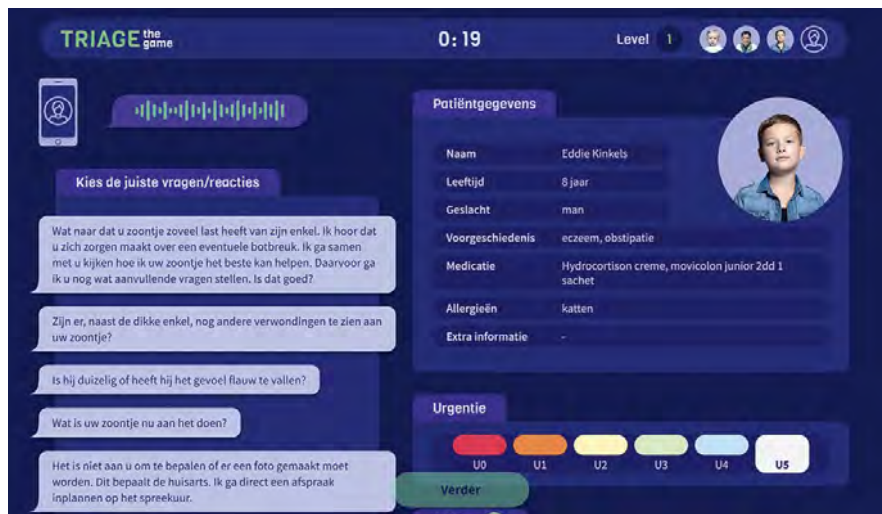 TRIAGE the game
0:19
Level 1
Kies de juiste vragen/reacties
Wat naar dat u zoontje zoveel last heeft van zijn enkel. Ik hoor dat
u zich zorgen maakt over een eventuele botbreuk. Ik ga samen
met u kijken hoe ik uw zoontje het beste kan helpen. Daarvoor ga
ik u nog wat aanvullende vragen stellen. Is dat goed?
Zijn er, naast de dikke enkel, nog andere verwondingen te zien aan
uw zoontje?
Is hij duizelig of heeft hij het gevoel flauw te vallen?
Wat is uw zoontje nu aan het doen?
Het is niet aan u om te bepalen of er een foto gemaakt moet
worden. Dit bepaalt de huisarts. Ik ga direct een afspraak
inplannen op het spreekuur.
Patiëntgegevens
Naam Eddie Kinkels
Leeftijd 8 jaar
Geslacht man
Voorgeschiedenis eczeem, obstipatie
Medicatie Hydrocortison creme, movicolon junior 2dd 1
sachet
Allergieën katten
Extra informatie -
Urgentie
U0 U1 U2 U3 U4 U5
Verder